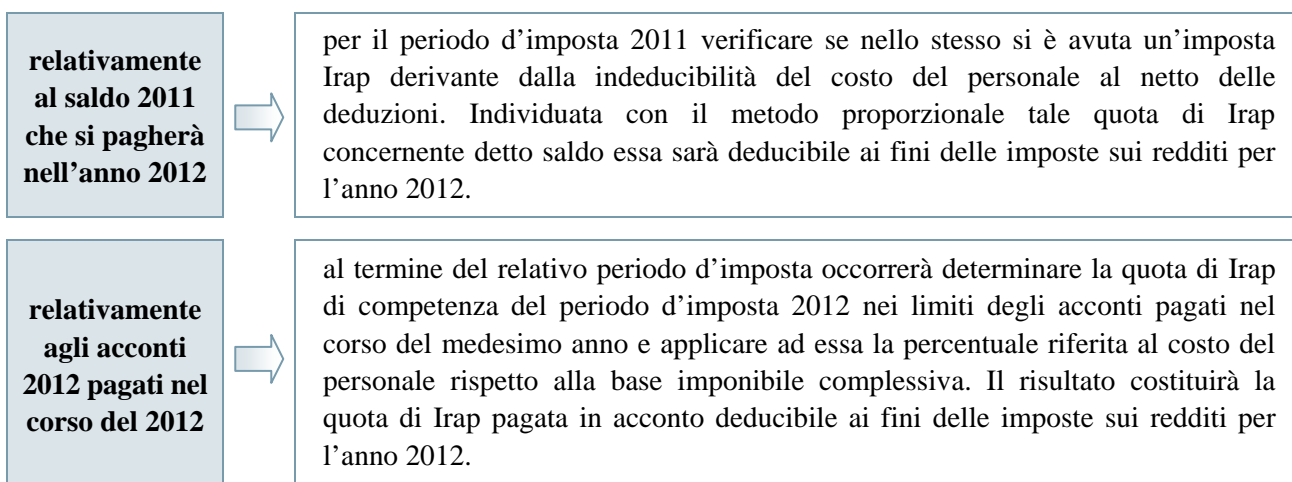 relativamente
al saldo 2011
che si pagherà
nell’anno 2012
per il periodo d’imposta 2011 verificare se nello stesso si è avuta un’imposta
Irap derivante dalla indeducibilità del costo del personale al netto delle
deduzioni. Individuata con il metodo proporzionale tale quota di Irap
concernente detto saldo essa sarà deducibile ai fini delle imposte sui redditi per
l’anno 2012.
relativamente
agli acconti
2012 pagati nel
corso del 2012
al termine del relativo periodo d’imposta occorrerà determinare la quota di Irap
di competenza del periodo d’imposta 2012 nei limiti degli acconti pagati nel
corso del medesimo anno e applicare ad essa la percentuale riferita al costo del
personale rispetto alla base imponibile complessiva. Il risultato costituirà la
quota di Irap pagata in acconto deducibile ai fini delle imposte sui redditi per
l’anno 2012.